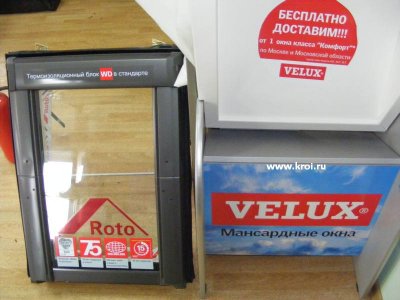 Термоизоляционный блок WD в стандарте
Roto
75
15
БЕСПЛАТНО
ДОСТАВИМ!!!
от 1 окна класса "Комфорт"**
по Москве и Московской области
VELUX®
www.kroi.ru
VELUX®
Мансардные окна